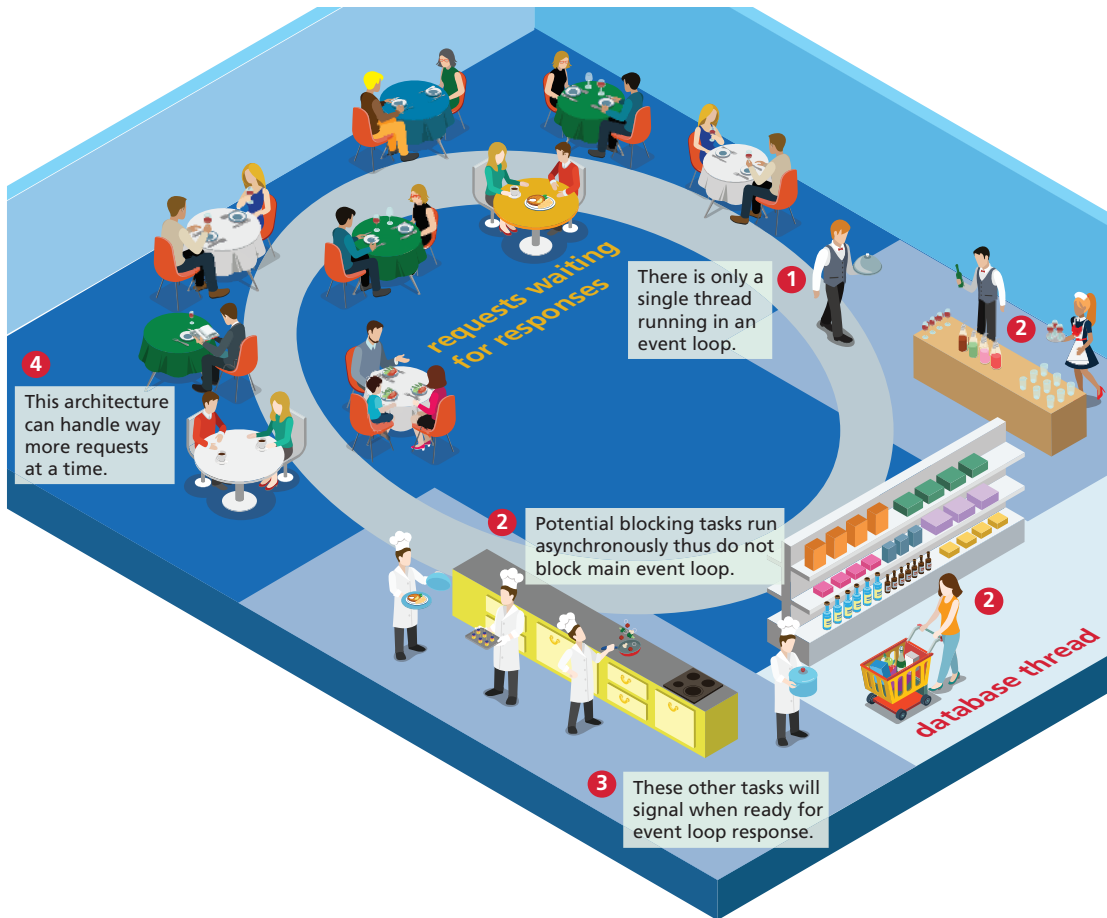 requests waiting
for responses
1
There is only a
single thread
running in an
event loop.
2
4
This architecture
can handle way
more requests
at a time.
2
Potential blocking tasks run
asynchronously thus do not
block main event loop.
2
database thread
3
These other tasks will
signal when ready for
event loop response.